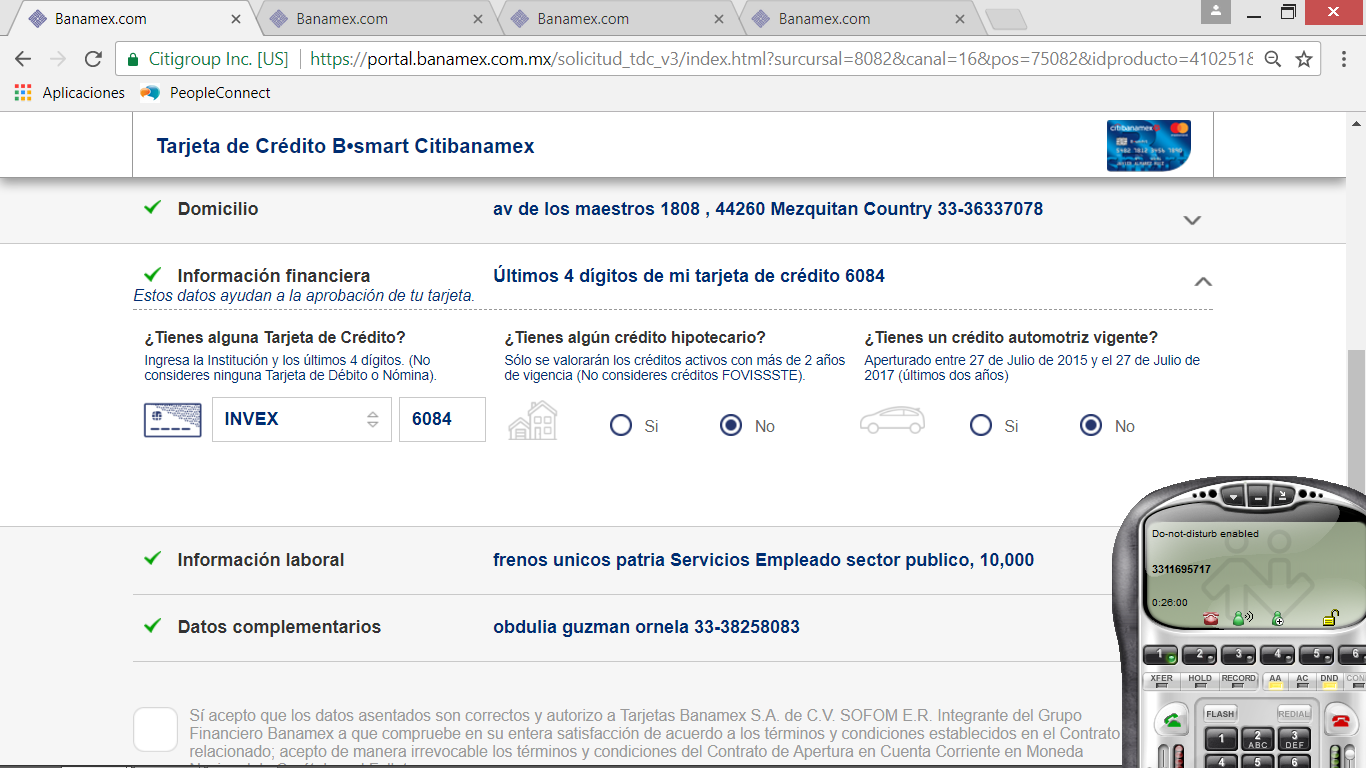 Banamex.com
Banamex.com
Banamex.com
Banamex.com
Citigroup Inc. [US]
https://portal.banamex.com.mx/solicitud_tdc_v3/index.html?sursursal=8082&canal=16&pos=75082&idproducto=410251&
Aplicaciones
PeopleConnect
Tarjeta de Crédito B•smart Citibanamex
citibanamex
Domicilio
av de los maestros 1808 , 44260 Mezquitan Country 33-36337078
Información financiera
Últimos 4 dígitos de mi tarjeta de crédito 6084
Estos datos ayudan a la aprobación de tu tarjeta.
¿Tienes alguna Tarjeta de Crédito?
Ingresa la Institución y los últimos 4 dígitos. (No
consideres ninguna Tarjeta de Débito o Nómina).
INVEX
6084
¿Tienes algún crédito hipotecario?
Sólo se valorarán los créditos activos con más de 2 años
de vigencia (No consideres créditos FOVISSSTE).
Si
No
¿Tienes un crédito automotriz vigente?
Aperturado entre 27 de Julio de 2015 y el 27 de Julio de
2017 (últimos dos años)
Si
No
Información laboral
frenos unicos patria Servicios Empleado sector publico, 10,000
Datos complementarios
obdulia guzman ornela 33-38258083
Sí acepto que los datos asentados son correctos y autorizo a Tarjetas Banamex S.A. de C.V. SOFOM E.R. Integrante del Grupo
Financiero Banamex a que compruebe en su entera satisfacción de acuerdo a los términos y condiciones establecidos en el Contrato
relacionado; acepto de manera irrevocable los términos y condiciones del Contrato de Apertura en Cuenta Corriente en Moneda
Do-not-disturb enabled
3311695717
0:26:00
1 2 3 4 5 6
XFER HOLD RECORD AA AC DND CON
FLASH REDIAL
1 2 ABC 3 DEF
4 5 6